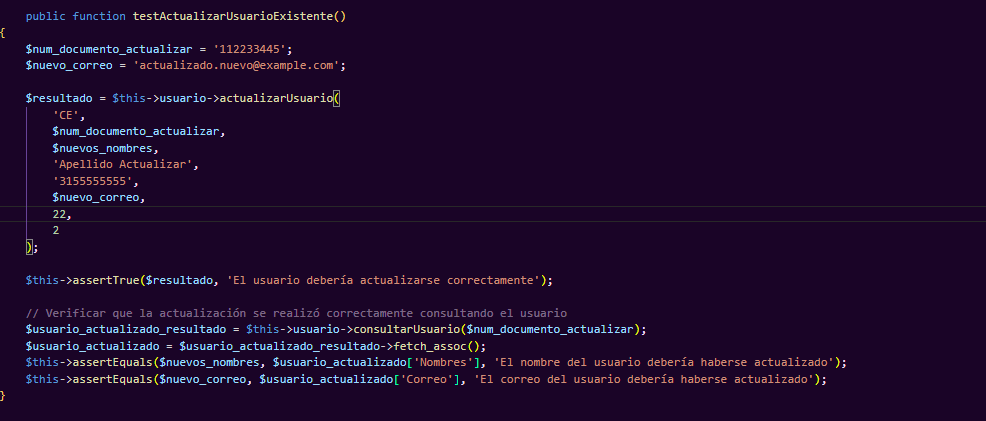 public function testActualizarUsuarioExistente()
{
$num_documento_actualizar = '112233445';
$nuevo_correo = 'actualizado.nuevo@example.com';
$resultado = $this->usuario->actualizarUsuario(
'CE',
$num_documento_actualizar,
$nuevos_nombres,
'Apellido Actualizar',
'3155555555',
$nuevo_correo,
22,
2
);
$this->assertTrue($resultado, 'El usuario debería actualizarse correctamente');
// Verificar que la actualización se realizó correctamente consultando el usuario
$usuario_actualizado_resultado = $this->usuario->consultarUsuario($num_documento_actualizar);
$usuario_actualizado = $usuario_actualizado_resultado->fetch_assoc();
$this->assertEquals($nuevos_nombres, $usuario_actualizado['Nombres'], 'El nombre del usuario debería haberse actualizado');
$this->assertEquals($nuevo_correo, $usuario_actualizado['Correo'], 'El correo del usuario debería haberse actualizado');
}